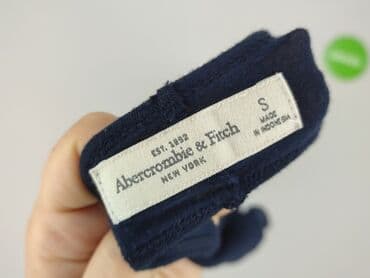 EST. 1892
Abercrombie & Fitch
NEW YORK
S
MADE
IN INDONESIA